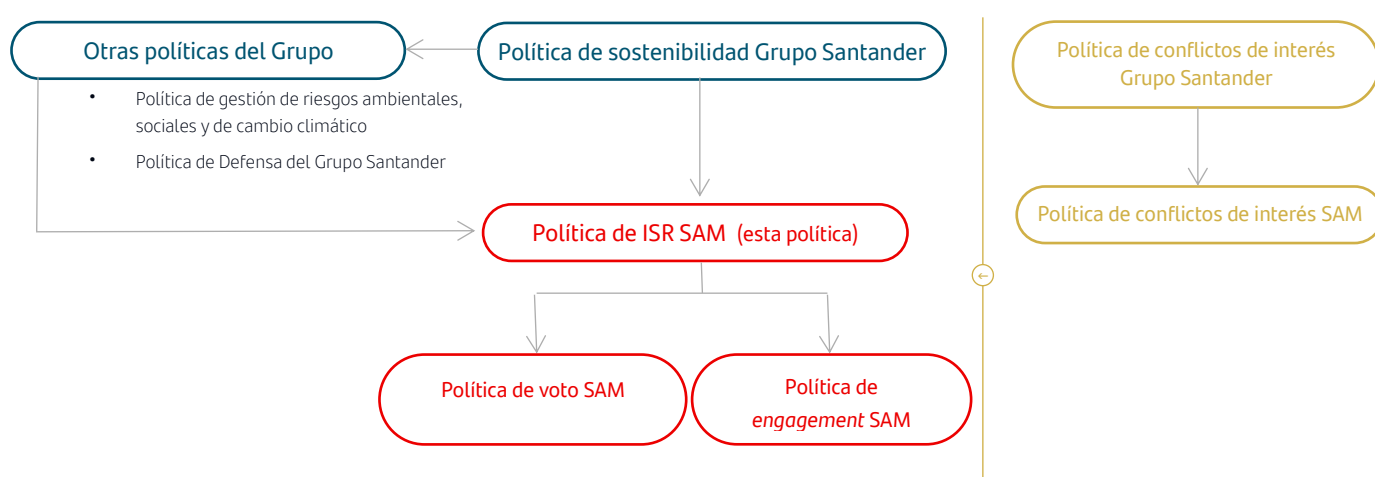 Otras políticas del Grupo
Política de sostenibilidad Grupo Santander
Política de conflictos de interés
Grupo Santander
• Política de gestión de riesgos ambientales,
sociales y de cambio climático
• Política de Defensa del Grupo Santander
Política de conflictos de interés SAM
Política de ISR SAM (esta política)
Política de voto SAM
Política de
engagement SAM